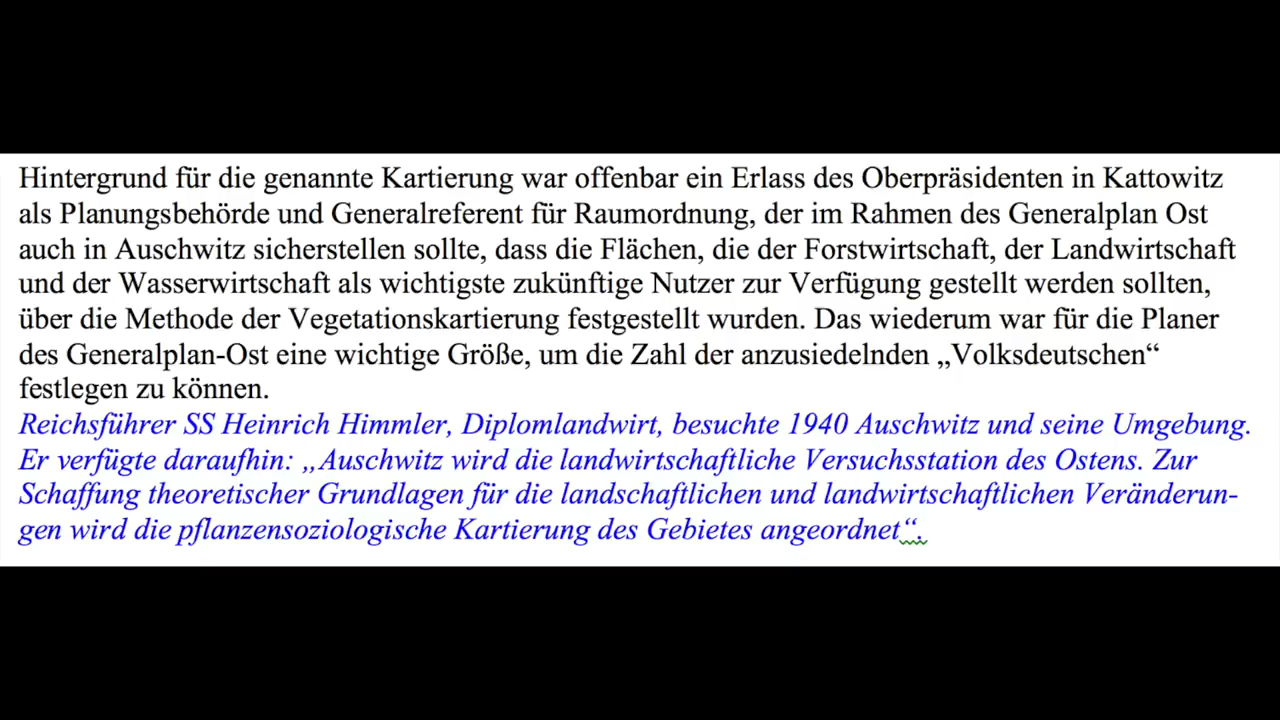 Hintergrund für die genannte Kartierung war offenbar ein Erlass des Oberpräsidenten in Kattowitz
als Planungsbehörde und Generalreferent für Raumordnung, der im Rahmen des Generalplan Ost
auch in Auschwitz sicherstellen sollte, dass die Flächen, die der Forstwirtschaft, der Landwirtschaft
und der Wasserwirtschaft als wichtigste zukünftige Nutzer zur Verfügung gestellt werden sollten,
über die Methode der Vegetationskartierung festgestellt wurden. Das wiederum war für die Planer
des Generalplan-Ost eine wichtige Größe, um die Zahl der anzusiedelnden „Volksdeutschen“
festlegen zu können.
Reichsführer SS Heinrich Himmler, Diplomlandwirt, besuchte 1940 Auschwitz und seine Umgebung.
Er verfügte daraufhin: „Auschwitz wird die landwirtschaftliche Versuchsstation des Ostens. Zur
Schaffung theoretischer Grundlagen für die landschaftlichen und landwirtschaftlichen Veränderun-
gen wird die pflanzensoziologische Kartierung des Gebietes angeordnet“.